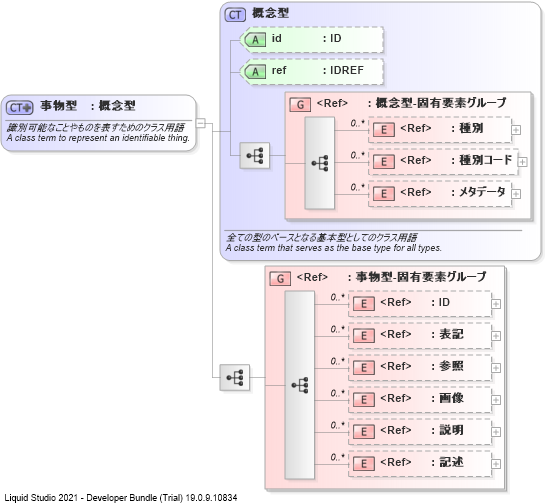 CT 概念型
A id : ID
A ref : IDREF
CT 事物型 : 概念型
識別可能なことやものを表すためのクラス用語
A class term to represent an identifiable thing.
G <Ref> : 概念型-固有要素グループ
0..* E <Ref> : 種別
0..* E <Ref> : 種別コード
0..* E <Ref> : メタデータ
全ての型のベースとなる基本型としてのクラス用語
A class term that serves as the base type for all types.
G <Ref> : 事物型-固有要素グループ
0..* E <Ref> : ID
0..* E <Ref> : 表記
0..* E <Ref> : 参照
0..* E <Ref> : 画像
0..* E <Ref> : 説明
0..* E <Ref> : 記述
Liquid Studio 2021 - Developer Bundle (Trial) 19.0.9.10834